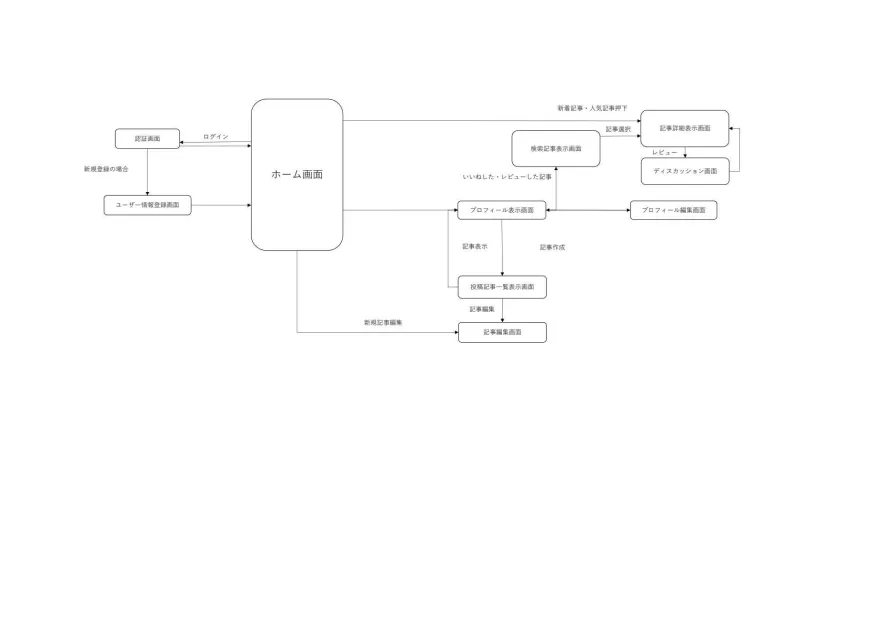 新着記事・人気記事押下
認証画面
ログイン
記事選択
記事詳細表示画面
検索記事表示画面
レビュー
新規登録の場合
ホーム画面
いいねした・レビューした記事
ディスカッション画面
ユーザー情報登録画面
プロフィール表示画面
プロフィール編集画面
記事表示
記事作成
投稿記事一覧表示画面
記事編集
新規記事編集
記事編集画面